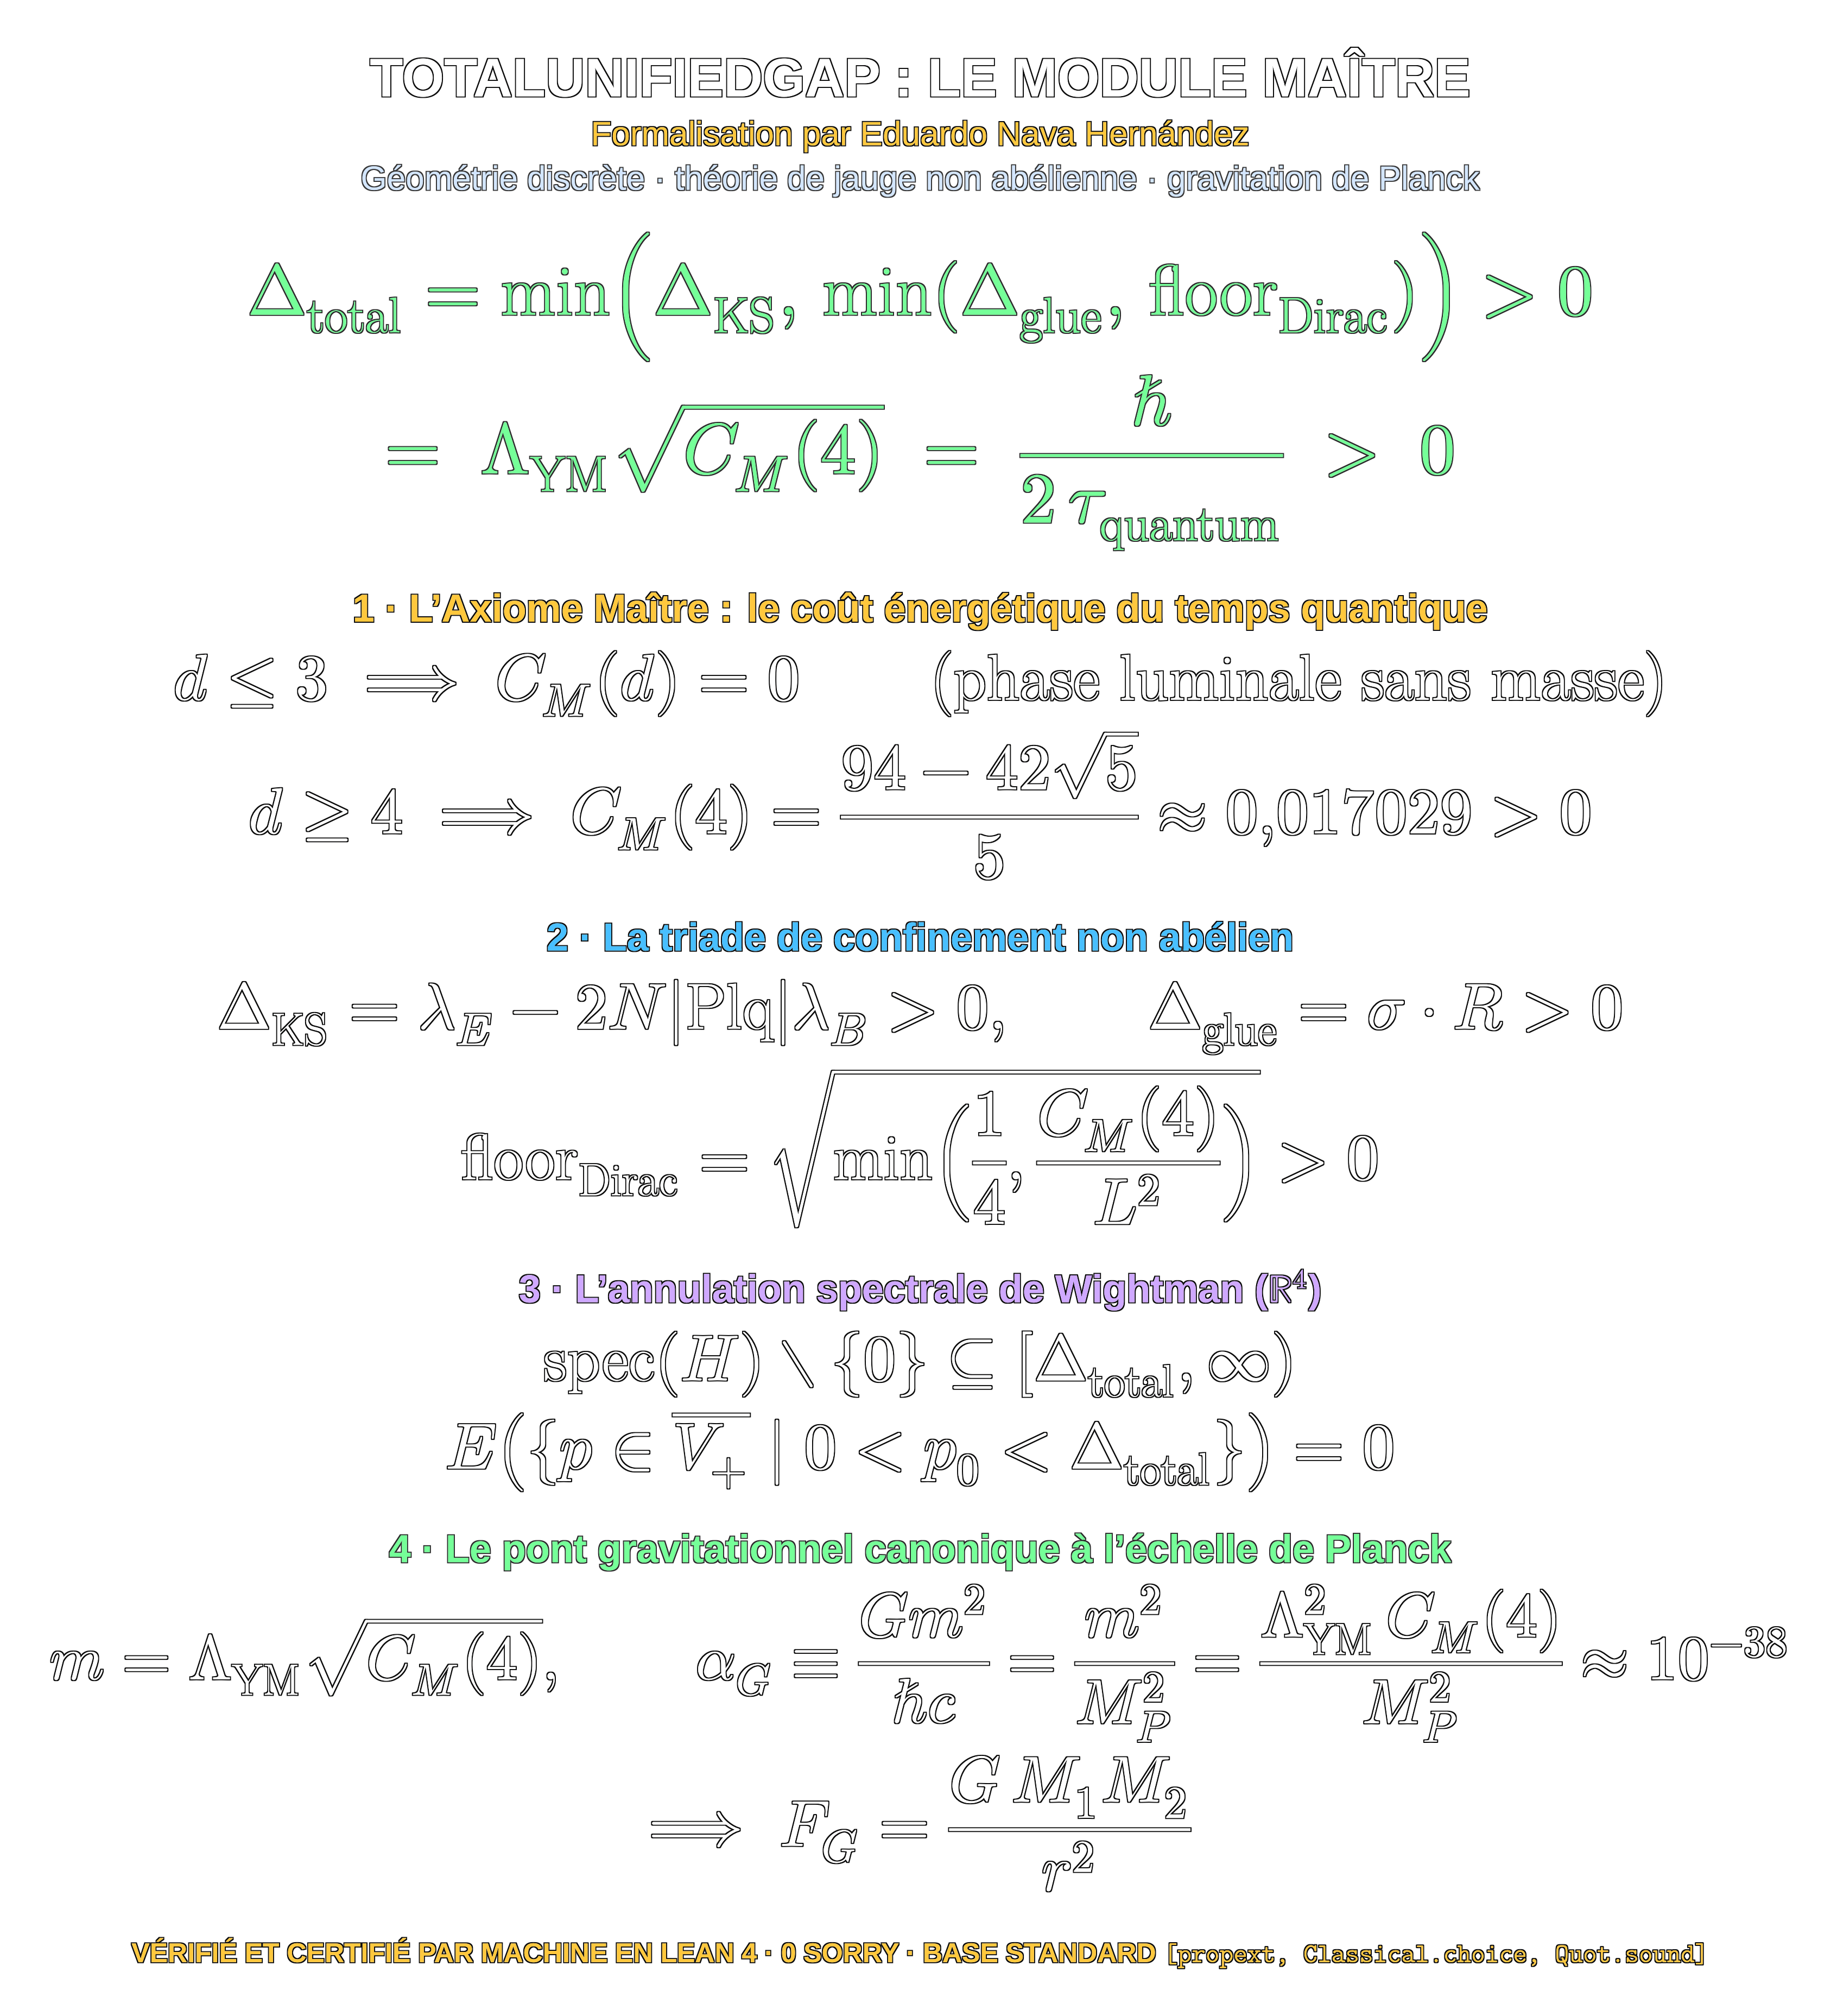 TOTALUNIFIEDGAP : LE MODULE MAÎTRE
Formalisation par Eduardo Nava Hernández
Géométrie discrète · théorie de jauge non abélienne · gravitation de Planck
Δ_total = min(Δ_KS, min(Δ_glue, floor_Dirac)) > 0
= Λ_YM √(C_M(4)) = ℏ / (2 τ_quantum) > 0
1 · L’Axiome Maître : le coût énergétique du temps quantique
d ≤ 3 ⟹ C_M(d) = 0 (phase luminale sans masse)
d ≥ 4 ⟹ C_M(4) = (94 − 42√5) / 5 ≈ 0,017029 > 0
2 · La triade de confinement non abélien
Δ_KS = λ_E − 2N|Plq|λ_B > 0, Δ_glue = σ · R > 0
floor_Dirac = √(min(1/4, C_M(4)/L²)) > 0
3 · L’annulation spectrale de Wightman (ℝ⁴)
spec(H) \ {0} ⊆ [Δ_total, ∞)
E({p ∈ V̅₊ | 0 < p₀ < Δ_total}) = 0
4 · Le pont gravitationnel canonique à l’échelle de Planck
m = Λ_YM √(C_M(4)), α_G ≡ Gm²/ℏc = m²/M_P² = Λ²_YM C_M(4)/M_P² ≈ 10⁻³⁸
⟹ F_G = G M₁M₂ / r²
VÉRIFIÉ ET CERTIFIÉ PAR MACHINE EN LEAN 4 · 0 SORRY · BASE STANDARD [propext, Classical.choice, Quot.sound]